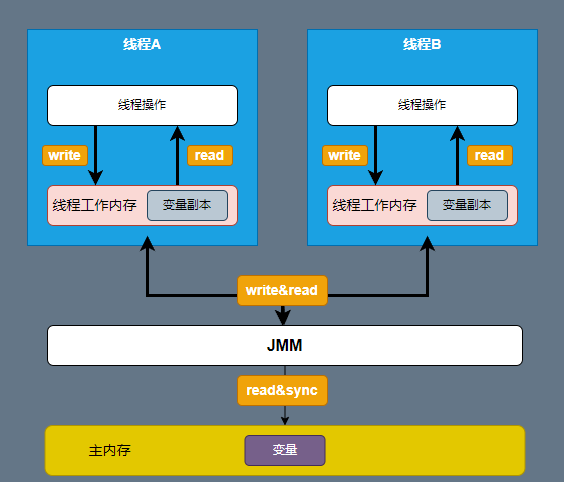 线程A
线程B
线程操作
线程操作
write
read
write
read
线程工作内存
变量副本
线程工作内存
变量副本
write&read
JMM
read&sync
主内存
变量